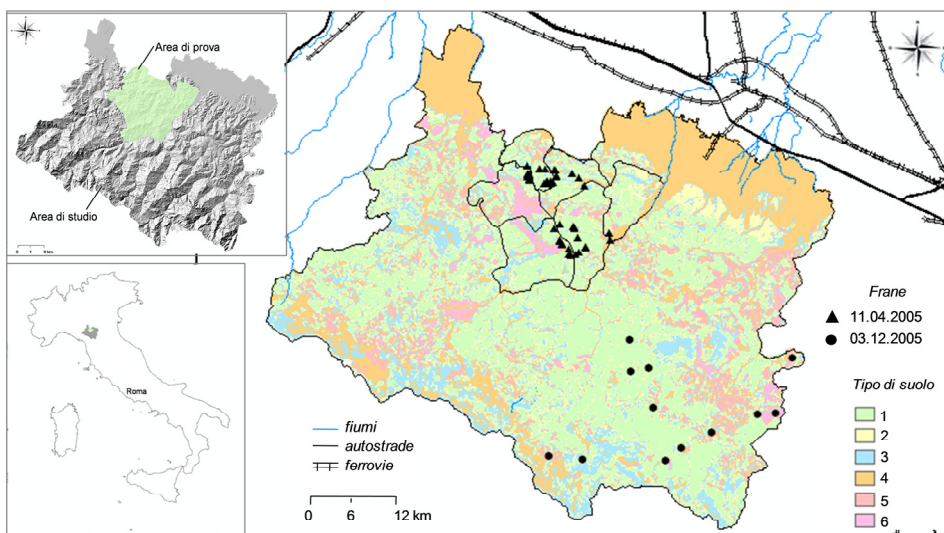 Area di prova
Area di studio
Roma
Frane
11.04.2005
03.12.2005
Tipo di suolo
1
2
3
4
5
6
fiumi
autostrade
ferrovie
0 6 12 km